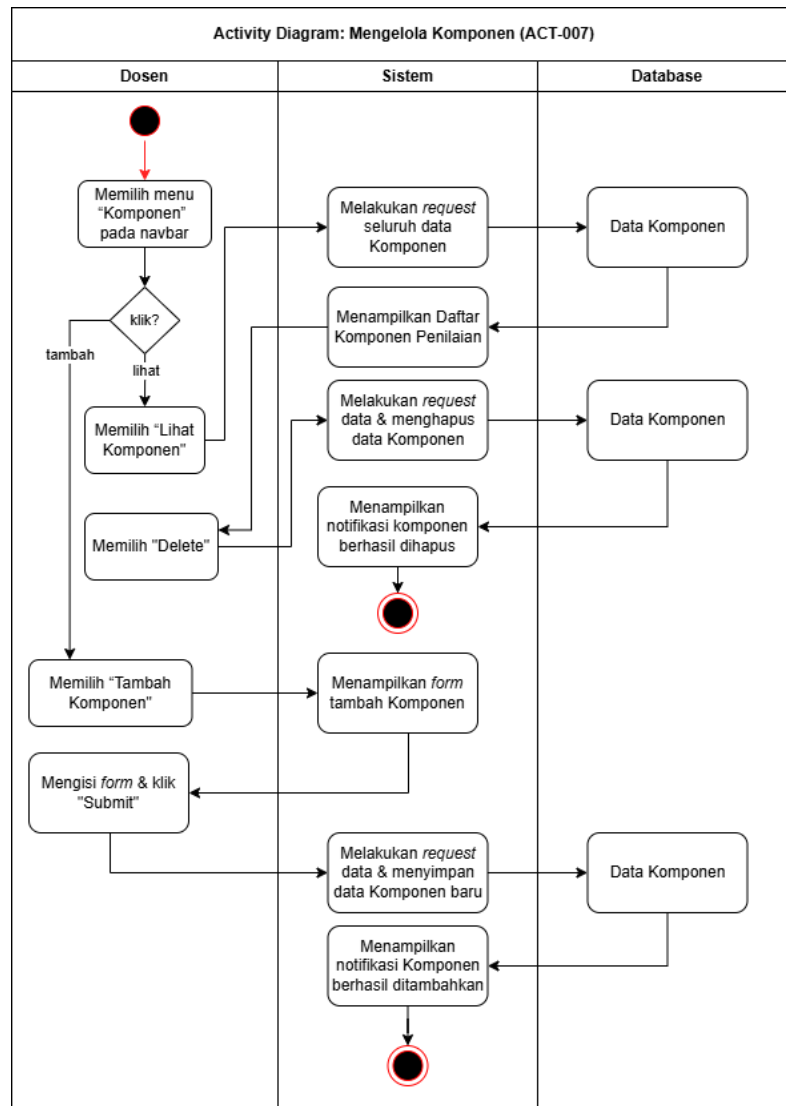 Activity Diagram: Mengelola Komponen (ACT-007)
Dosen
Sistem
Database
Memilih menu
“Komponen”
pada navbar
Melakukan request
seluruh data
Komponen
Data Komponen
klik?
Menampilkan Daftar
Komponen Penilaian
tambah
lihat
Memilih “Lihat
Komponen"
Melakukan request
data & menghapus
data Komponen
Data Komponen
Memilih "Delete"
Menampilkan
notifikasi komponen
berhasil dihapus
Memilih “Tambah
Komponen"
Menampilkan form
tambah Komponen
Mengisi form & klik
"Submit"
Melakukan request
data & menyimpan
data Komponen baru
Data Komponen
Menampilkan
notifikasi Komponen
berhasil ditambahkan